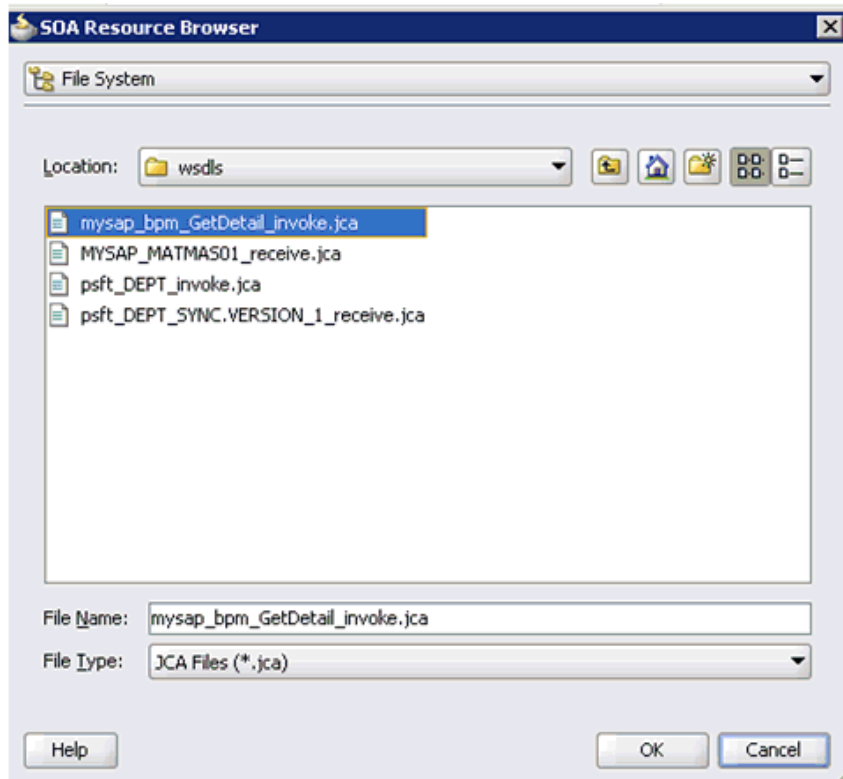 SOA Resource Browser
File System
Location: wsdls
mysap_bpm_GetDetail_invoke.jca
MYSAP_MATMAS01_receive.jca
psft_DEPT_invoke.jca
psft_DEPT_SYNC.VERSION_1_receive.jca
File Name: mysap_bpm_GetDetail_invoke.jca
File Type: JCA Files (*.jca)
Help OK Cancel